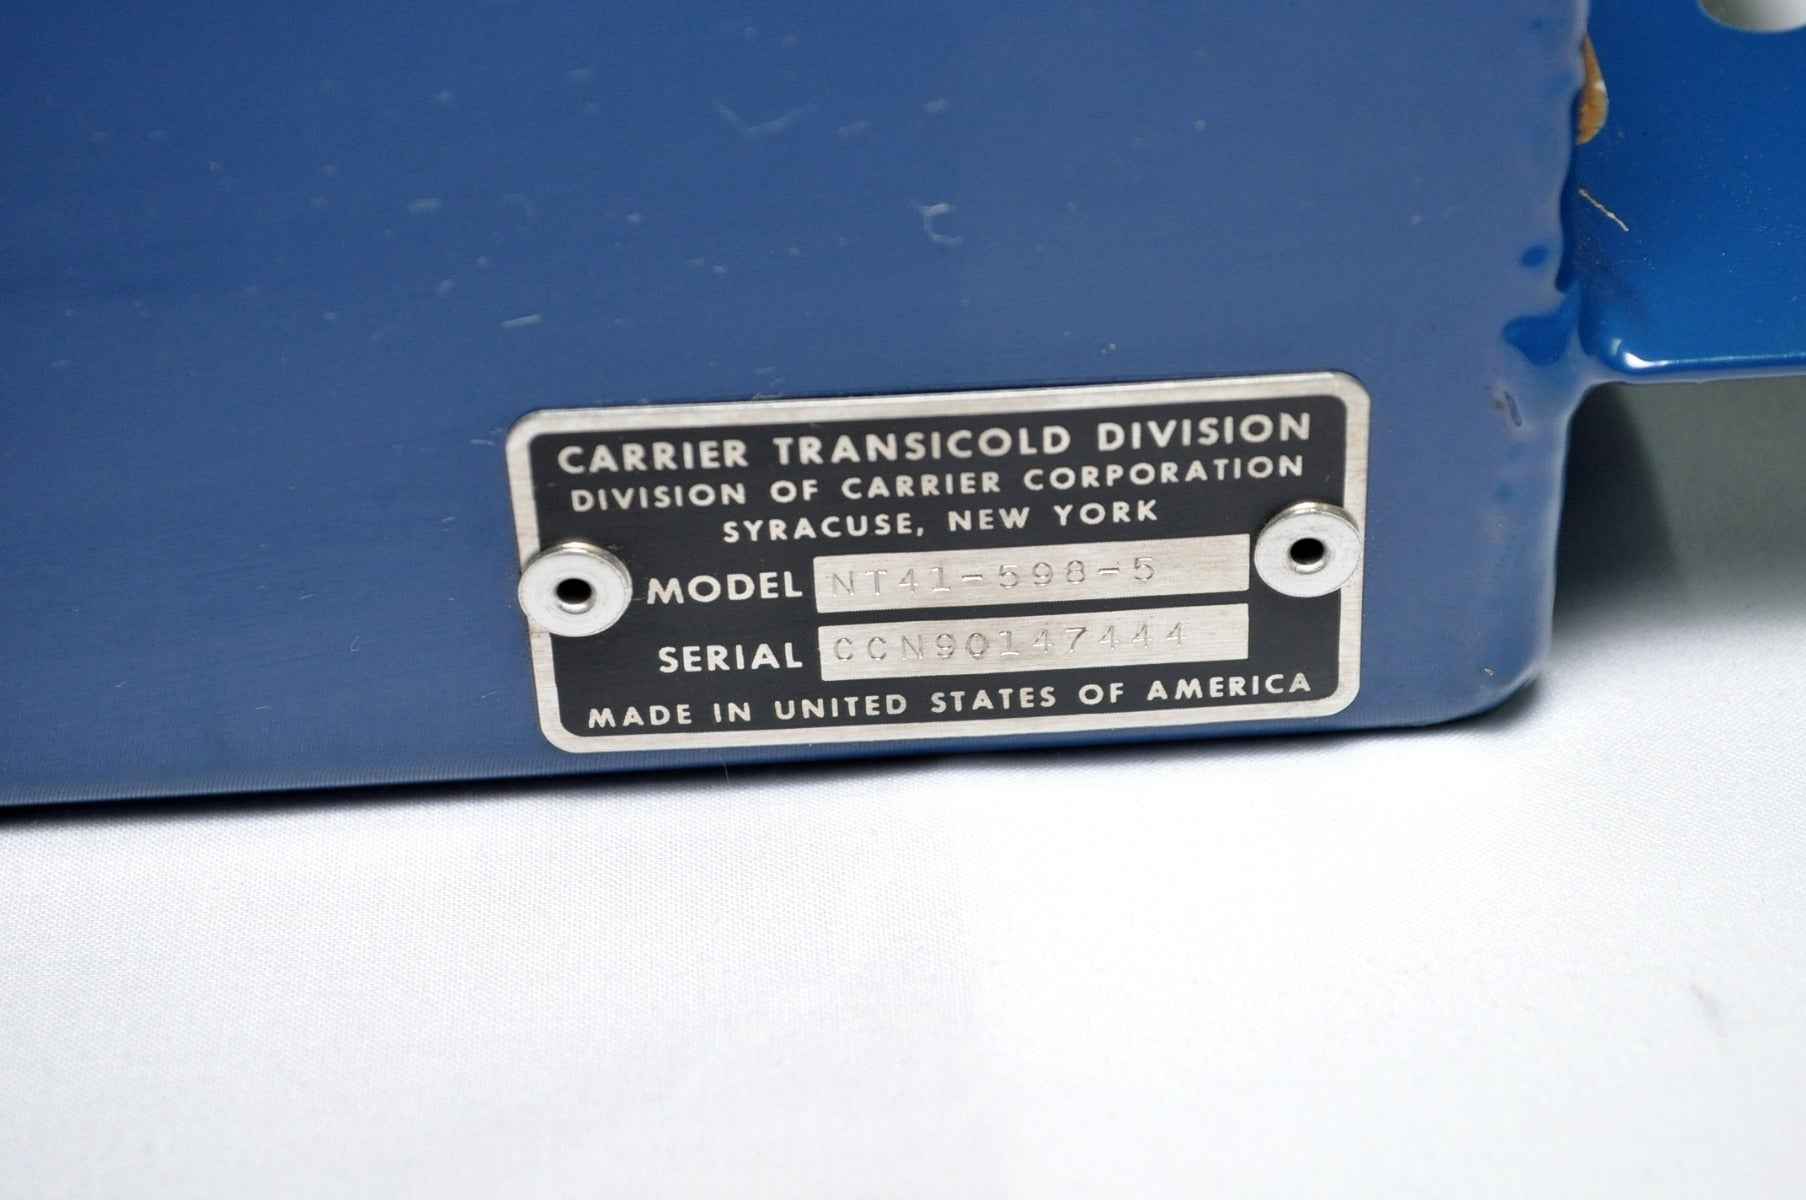 CARRIER TRANSICOLD DIVISION
DIVISION OF CARRIER CORPORATION
SYRACUSE, NEW YORK
MODEL NT41-598-5
SERIAL CCN90147444
MADE IN UNITED STATES OF AMERICA